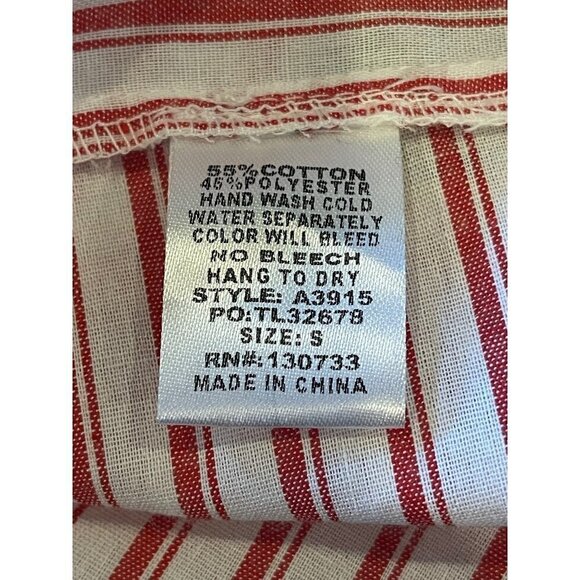 55%COTTON
45%POLYESTER
HAND WASH COLD
WATER SEPARATELY
COLOR WILL BLEED
NO BLEECH
HANG TO DRY
STYLE: A3915
PO:TL32678
SIZE: S
RN#:130733
MADE IN CHINA